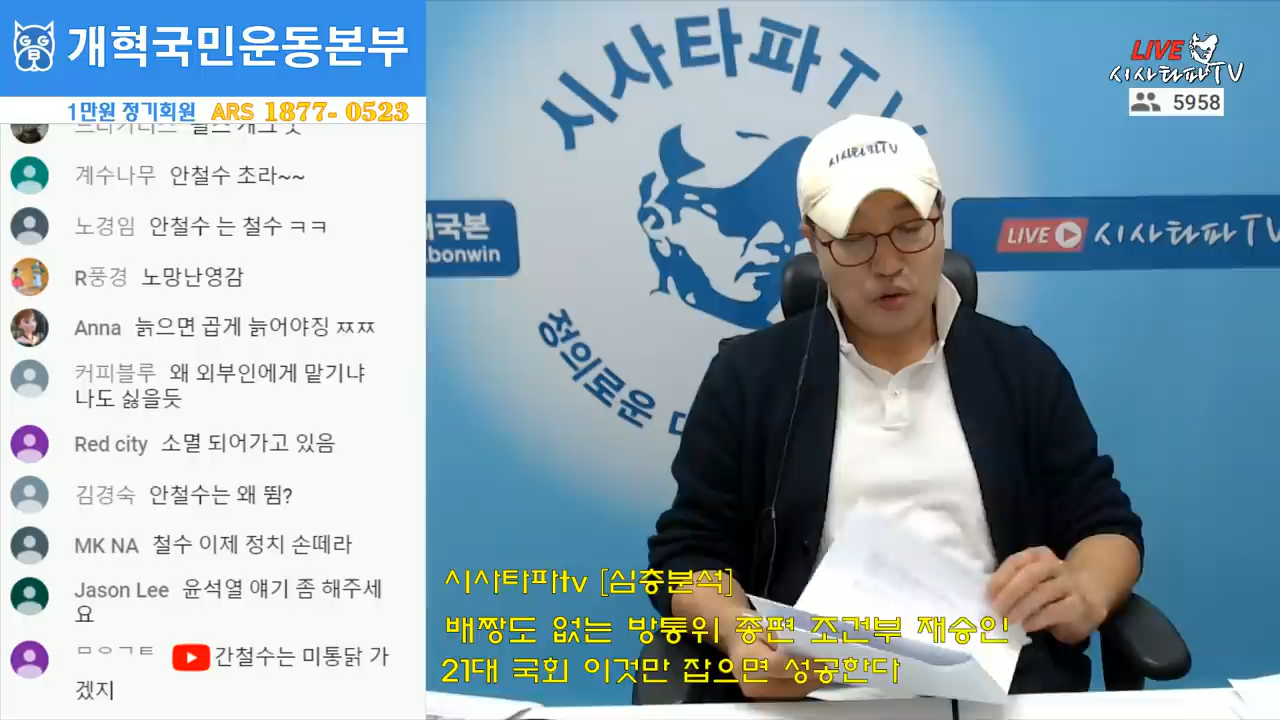 개혁국민운동본부
1만원 정기회원 ARS 1877- 0523
계수나무 안철수 초라~~
노경임 안철수 는 철수 ㅋㅋ
R풍경 노망난영감
Anna 늙으면 곱게 늙어야징 ㅉㅉ
커피블루 왜 외부인에게 맡기냐
나도 싫을듯
Red city 소멸 되어가고 있음
김경숙 안철수는 왜 뜀?
MK NA 철수 이제 정치 손떼라
Jason Lee 윤석열 얘기 좀 해주세
요
ㅁㅇㄱㅌ 간철수는 미통닭 가
겠지
시사타파TV
정의로운
국본
bonwin
시사타파TV
LIVE 시사타파TV
LIVE
시사타파TV
5958
시사타파tv [심층분석]
배짱도 없는 방통위 종편 조건부 재승인
21대 국회 이것만 잡으면 성공한다